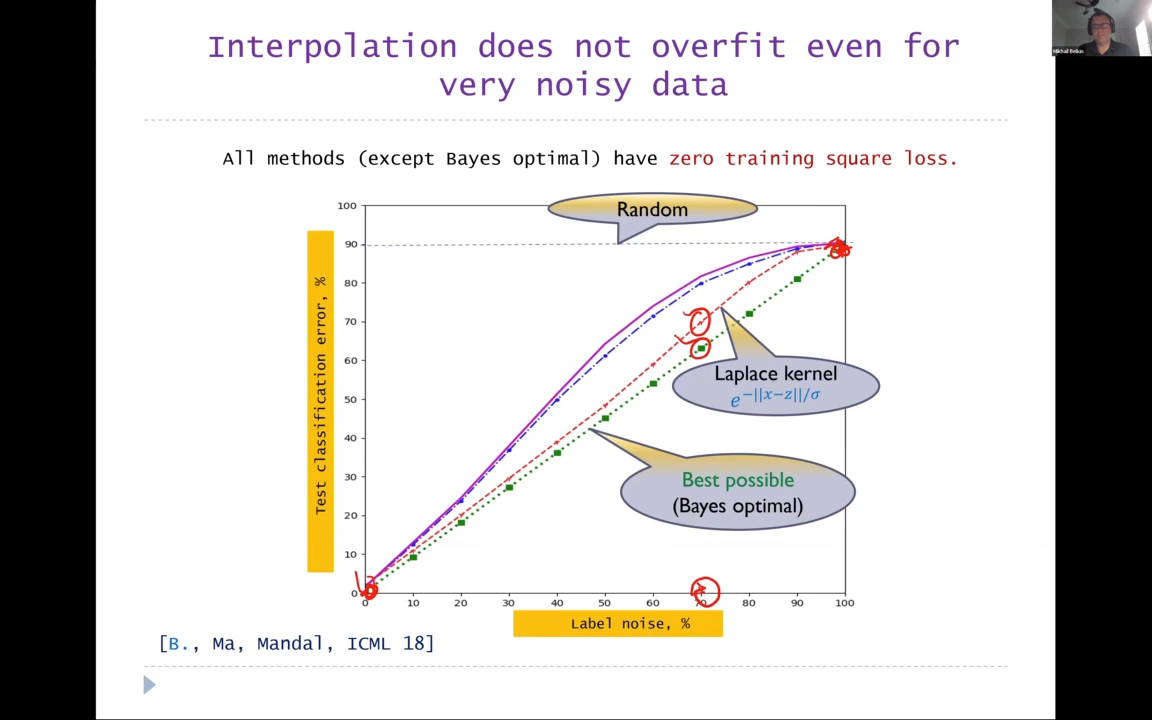 Interpolation does not overfit even for
very noisy data
Mikhail Belkin
All methods (except Bayes optimal) have zero training square loss.
Random
100
90
80
70
60
50
40
30
20
10
0
Test classification error, %
Laplace kernel
e^-||x-z||/σ
Best possible
(Bayes optimal)
0 10 20 30 40 50 60 70 80 90 100
Label noise, %
[B., Ma, Mandal, ICML 18]